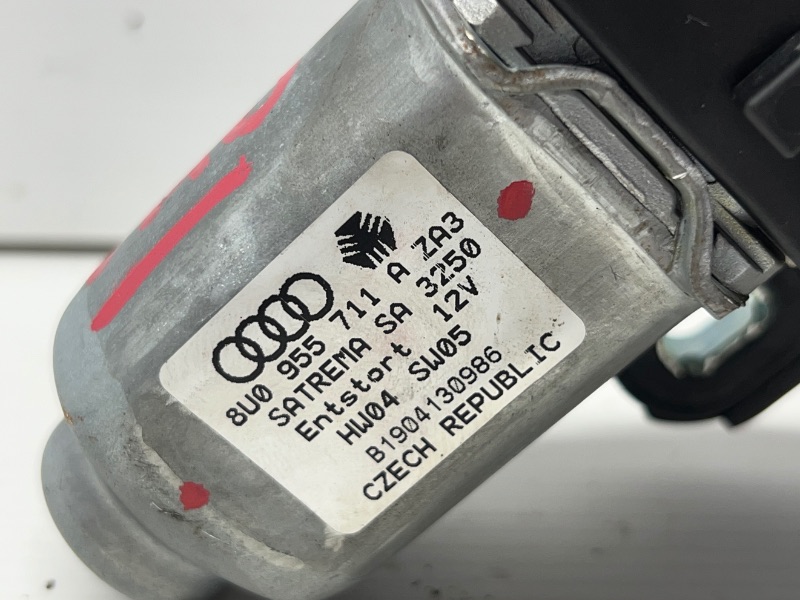 8U0 955 711 A ZA3
SATREMA SA 3250
Entstort 12V
HW04 SW05
B1904130986
CZECH REPUBLIC